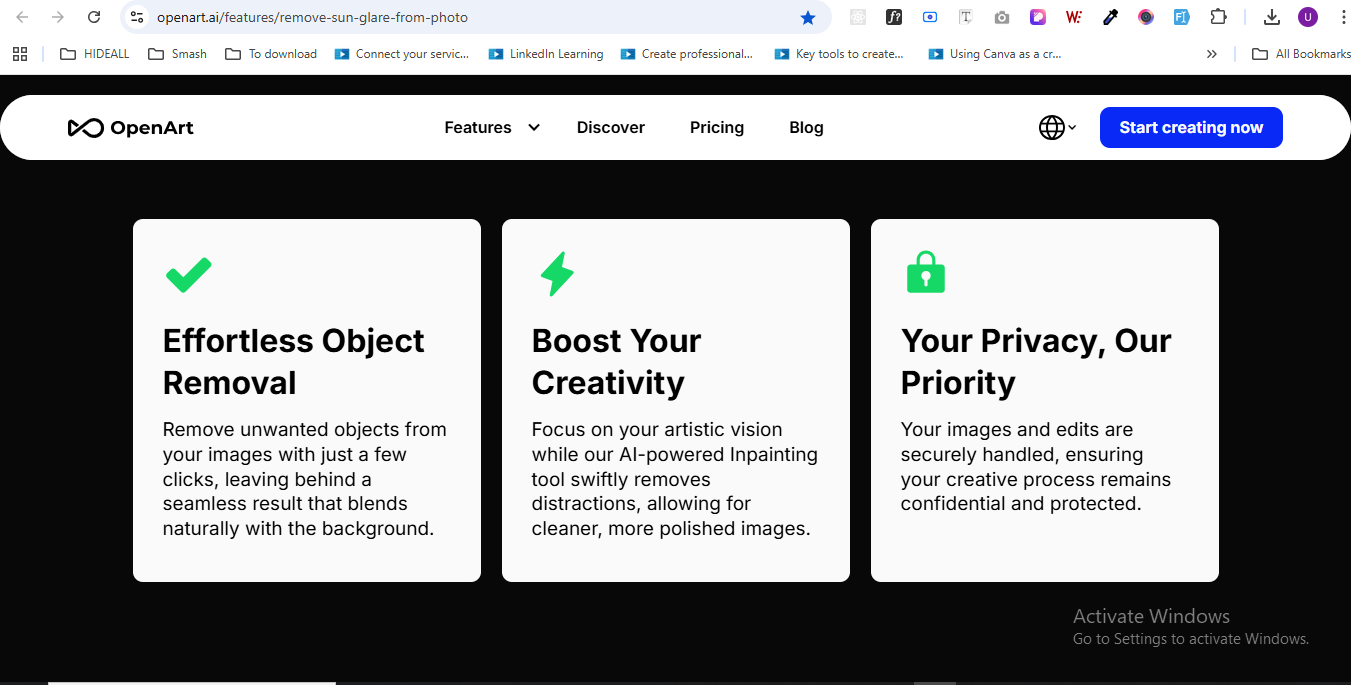 openart.ai/features/remove-sun-glare-from-photo
f?
T
W:
U
HIDEALL
Smash
To download
Connect your servic...
LinkedIn Learning
Create professional...
Key tools to create...
Using Canva as a cr...
»
All Bookmarks
OpenArt
Features
Discover
Pricing
Blog
Start creating now
Effortless Object
Removal
Remove unwanted objects from
your images with just a few
clicks, leaving behind a
seamless result that blends
naturally with the background.
Boost Your
Creativity
Focus on your artistic vision
while our AI-powered Inpainting
tool swiftly removes
distractions, allowing for
cleaner, more polished images.
Your Privacy, Our
Priority
Your images and edits are
securely handled, ensuring
your creative process remains
confidential and protected.
Activate Windows
Go to Settings to activate Windows.